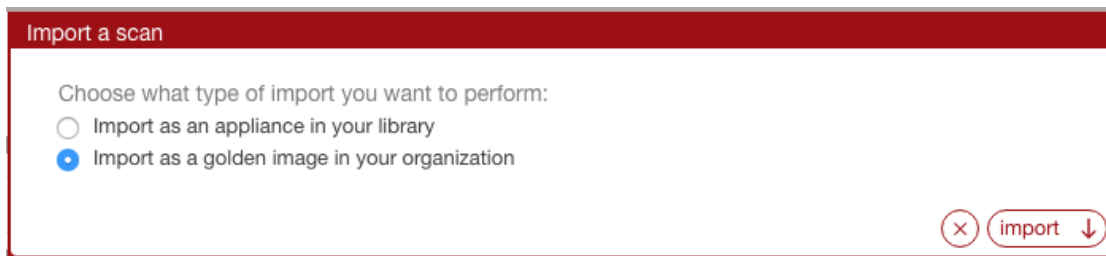 Import a scan
Choose what type of import you want to perform:
Import as an appliance in your library
Import as a golden image in your organization
import